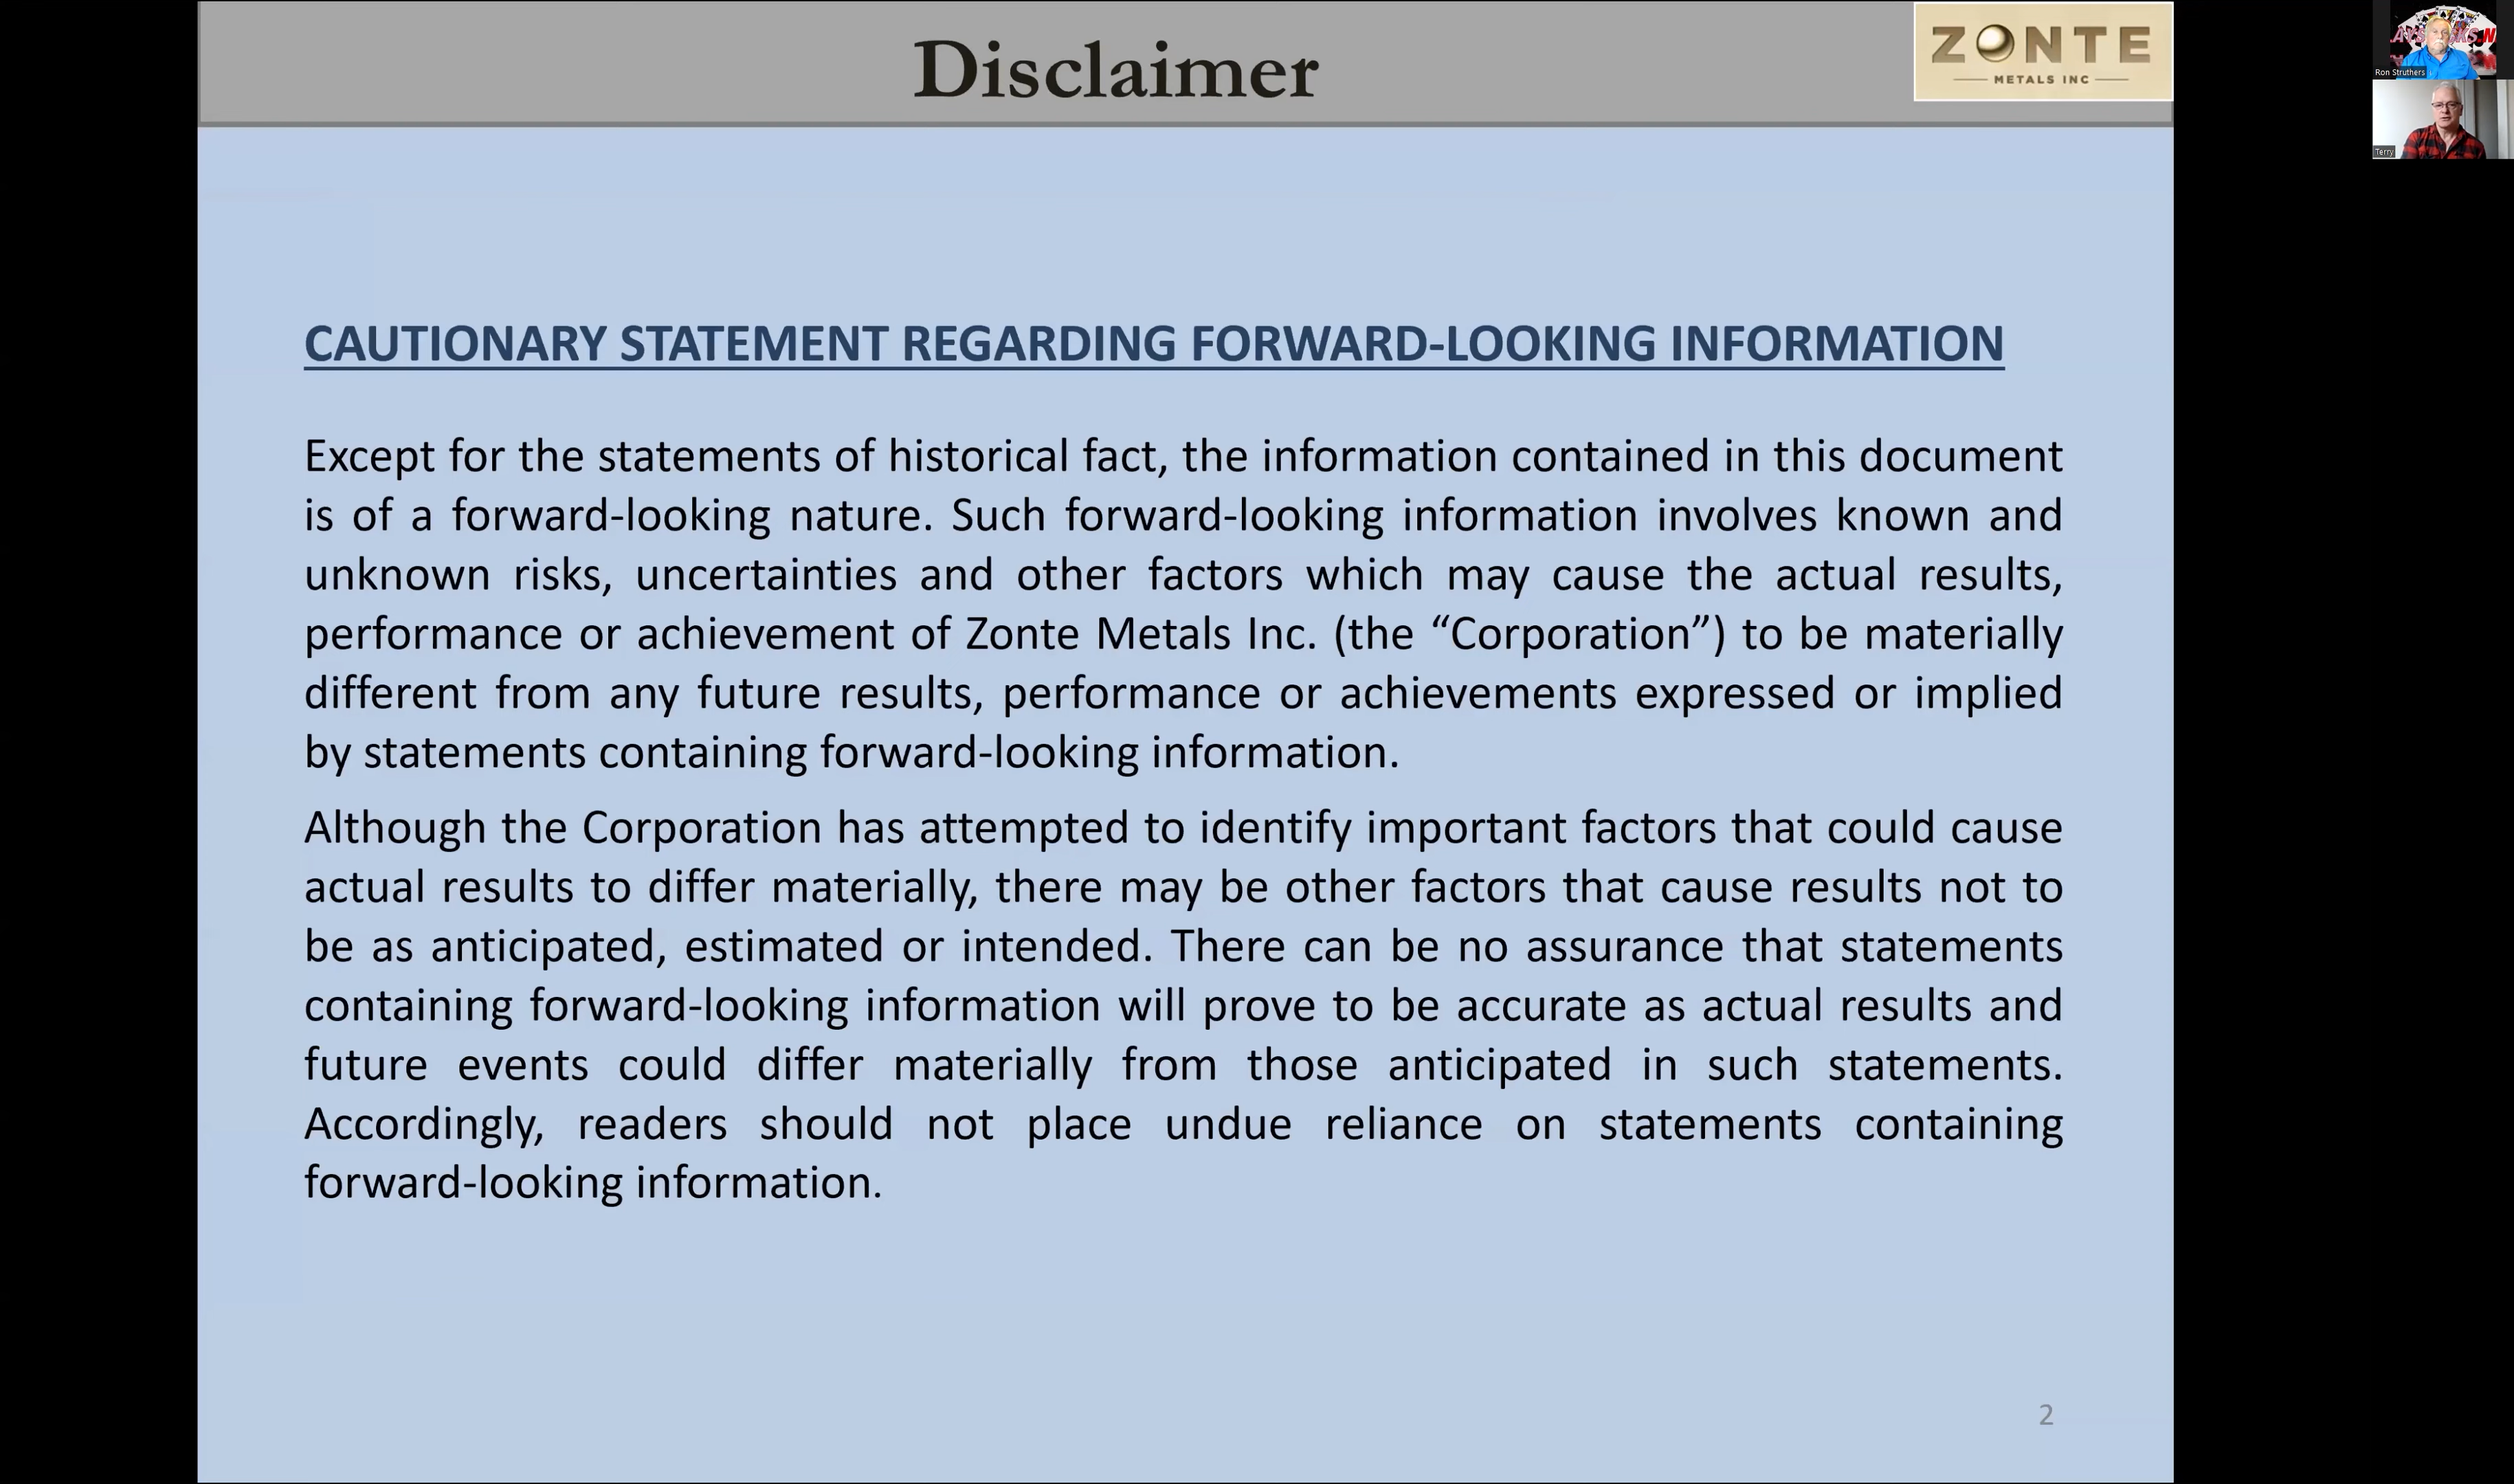 Disclaimer
ZONTE
METALS INC
Ron Struthers
Terry
CAUTIONARY STATEMENT REGARDING FORWARD-LOOKING INFORMATION
Except for the statements of historical fact, the information contained in this document
is of a forward-looking nature. Such forward-looking information involves known and
unknown risks, uncertainties and other factors which may cause the actual results,
performance or achievement of Zonte Metals Inc. (the “Corporation”) to be materially
different from any future results, performance or achievements expressed or implied
by statements containing forward-looking information.
Although the Corporation has attempted to identify important factors that could cause
actual results to differ materially, there may be other factors that cause results not to
be as anticipated, estimated or intended. There can be no assurance that statements
containing forward-looking information will prove to be accurate as actual results and
future events could differ materially from those anticipated in such statements.
Accordingly, readers should not place undue reliance on statements containing
forward-looking information.
2